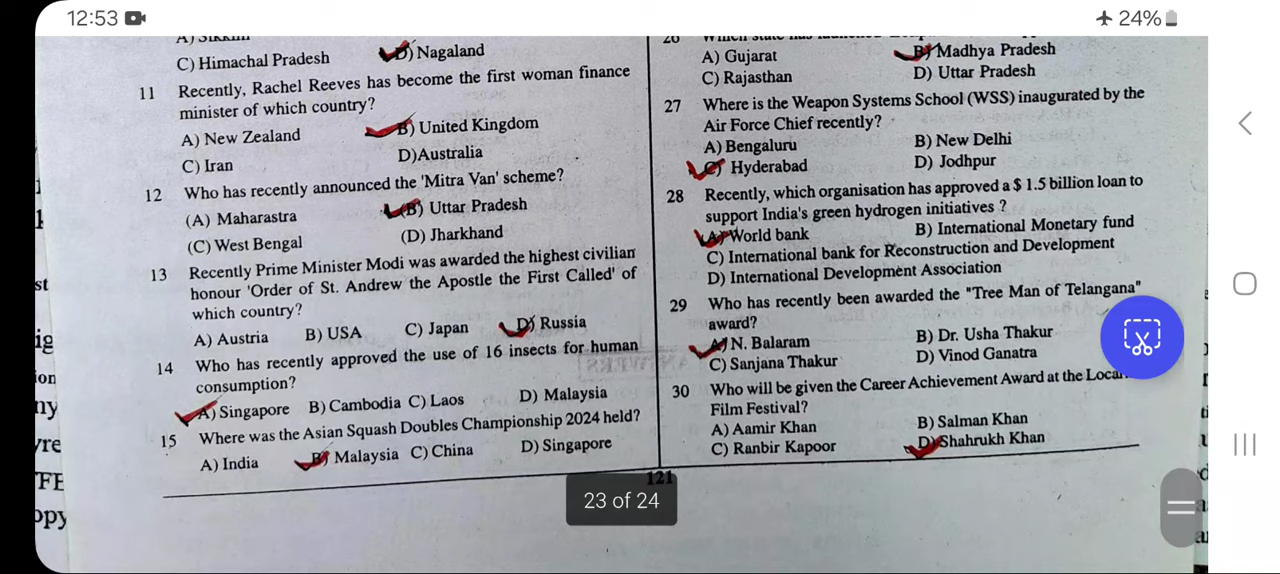 12:53
24%
A) Sikkim
C) Himachal Pradesh D) Nagaland
11 Recently, Rachel Reeves has become the first woman finance
minister of which country?
A) New Zealand B) United Kingdom
C) Iran D)Australia
12 Who has recently announced the 'Mitra Van' scheme?
(A) Maharastra (B) Uttar Pradesh
(C) West Bengal (D) Jharkhand
13 Recently Prime Minister Modi was awarded the highest civilian
honour 'Order of St. Andrew the Apostle the First Called' of
which country?
A) Austria B) USA C) Japan D) Russia
14 Who has recently approved the use of 16 insects for human
consumption?
A) Singapore B) Cambodia C) Laos D) Malaysia
15 Where was the Asian Squash Doubles Championship 2024 held?
A) India B) Malaysia C) China D) Singapore
26 Which state has
A) Gujarat B) Madhya Pradesh
C) Rajasthan D) Uttar Pradesh
27 Where is the Weapon Systems School (WSS) inaugurated by the
Air Force Chief recently?
A) Bengaluru B) New Delhi
C) Hyderabad D) Jodhpur
28 Recently, which organisation has approved a $ 1.5 billion loan to
support India's green hydrogen initiatives ?
A) World bank B) International Monetary fund
C) International bank for Reconstruction and Development
D) International Development Association
29 Who has recently been awarded the "Tree Man of Telangana"
award?
A) N. Balaram B) Dr. Usha Thakur
C) Sanjana Thakur D) Vinod Ganatra
30 Who will be given the Career Achievement Award at the Locar
Film Festival?
A) Aamir Khan B) Salman Khan
C) Ranbir Kapoor D) Shahrukh Khan
121
23 of 24